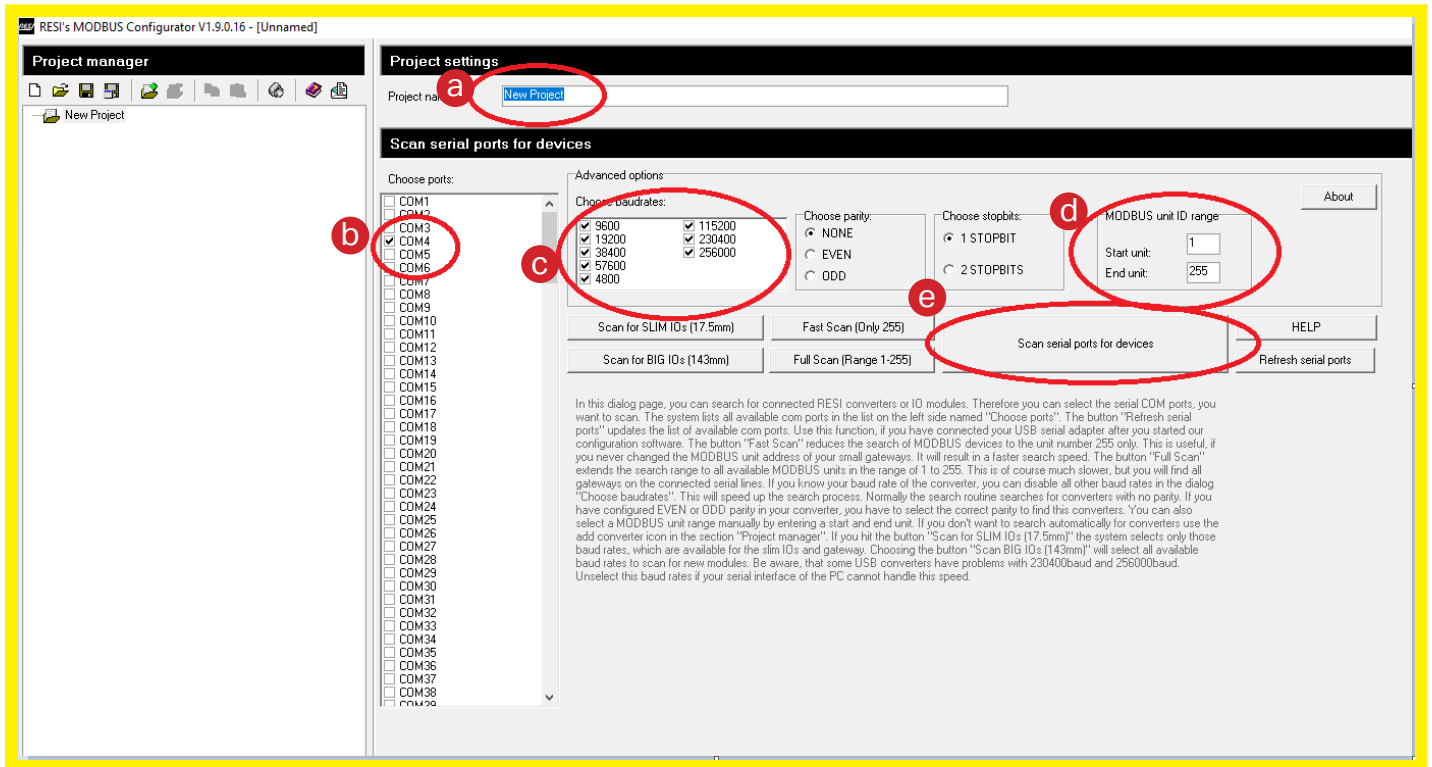 RESI RESI's MODBUS Configurator V1.9.0.16 - [Unnamed]
Project manager
New Project
Project settings
a
Project na
New Project
Scan serial ports for devices
Choose ports:
b
COM1
COM2
COM3
COM4
COM5
COM6
COM7
COM8
COM9
COM10
COM11
COM12
COM13
COM14
COM15
COM16
COM17
COM18
COM19
COM20
COM21
COM22
COM23
COM24
COM25
COM26
COM27
COM28
COM29
COM30
COM31
COM32
COM33
COM34
COM35
COM36
COM37
COM38
COM39
Advanced options
Choose baudrates:
c
9600
19200
38400
57600
4800
115200
230400
256000
Choose parity:
NONE
EVEN
ODD
Choose stopbits:
1 STOPBIT
2 STOPBITS
d
MODBUS unit ID range
Start unit:
1
End unit:
255
About
e
Scan for SLIM IOs (17.5mm)
Fast Scan (Only 255)
Scan serial ports for devices
HELP
Scan for BIG IOs (143mm)
Full Scan (Range 1-255)
Refresh serial ports
In this dialog page, you can search for connected RESI converters or IO modules. Therefore you can select the serial COM ports, you
want to scan. The system lists all available com ports in the list on the left side named "Choose ports". The button "Refresh serial
ports" updates the list of available com ports. Use this function, if you have connected your USB serial adapter after you started our
configuration software. The button "Fast Scan" reduces the search of MODBUS devices to the unit number 255 only. This is useful, if
you never changed the MODBUS unit address of your small gateways. It will result in a faster search speed. The button "Full Scan"
extends the search range to all available MODBUS units in the range of 1 to 255. This is of course much slower, but you will find all
gateways on the connected serial lines. If you know your baud rate of the converter, you can disable all other baud rates in the dialog
"Choose baudrates". This will speed up the search process. Normally the search routine searches for converters with no parity. If you
have configured EVEN or ODD parity in your converter, you have to select the correct parity to find this converters. You can also
select a MODBUS unit range manually by entering a start and end unit. If you don't want to search automatically for converters use the
add converter icon in the section "Project manager". If you hit the button "Scan for SLIM IOs (17.5mm)" the system selects only those
baud rates, which are available for the slim IOs and gateway. Choosing the button "Scan BIG IOs (143mm)" will select all available
baud rates to scan for new modules. Be aware, that some USB converters have problems with 230400baud and 256000baud.
Unselect this baud rates if your serial interface of the PC cannot handle this speed.